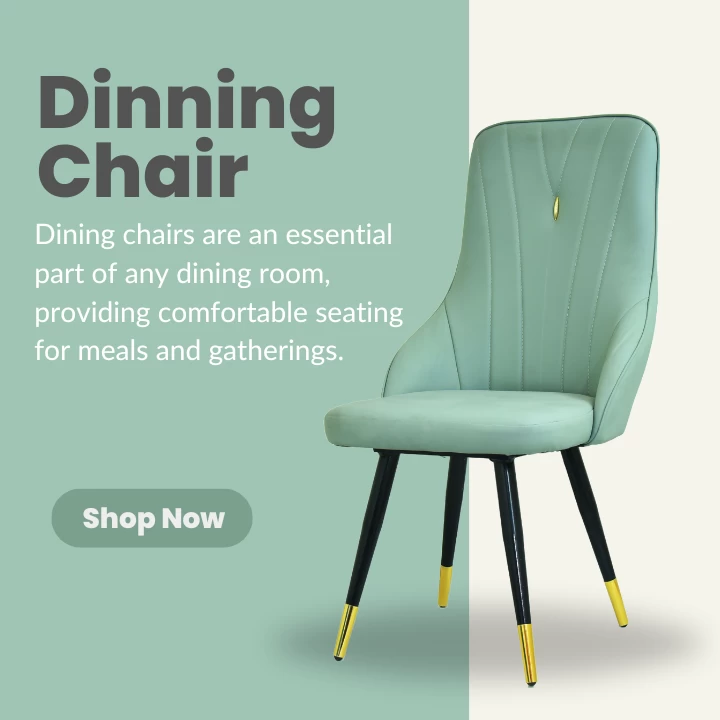 Dinning
Chair
Dining chairs are an essential
part of any dining room,
providing comfortable seating
for meals and gatherings.
Shop Now